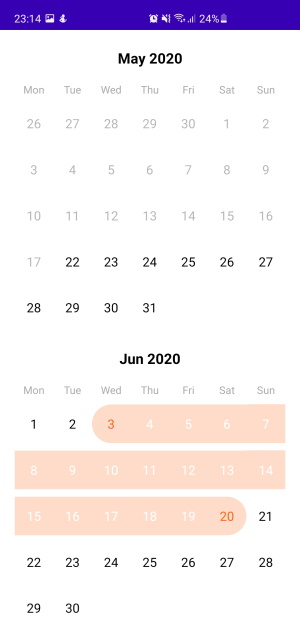 23:14 24%
May 2020
Mon Tue Wed Thu Fri Sat Sun
26 27 28 29 30 1 2
3 4 5 6 7 8 9
10 11 12 13 14 15 16
17 22 23 24 25 26 27
28 29 30 31
Jun 2020
Mon Tue Wed Thu Fri Sat Sun
1 2 3 4 5 6 7
8 9 10 11 12 13 14
15 16 17 18 19 20 21
22 23 24 25 26 27 28
29 30